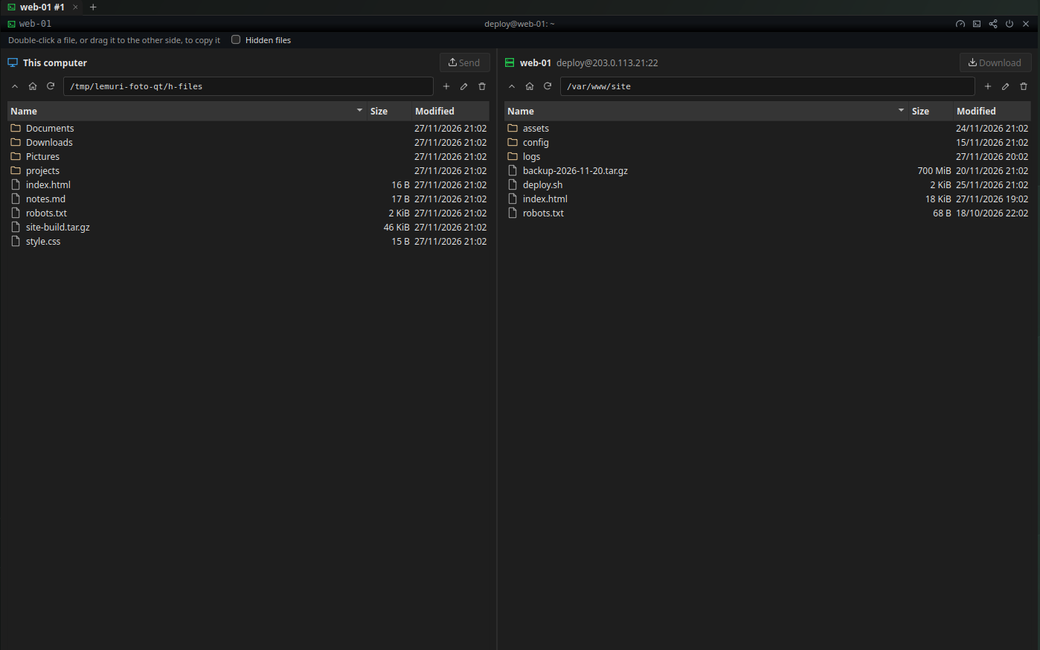 web-01 #1
web-01
deploy@web-01: ~
Double-click a file, or drag it to the other side, to copy it
Hidden files
This computer
Send
/tmp/lemuri-foto-qt/h-files
Name Size Modified
Documents 27/11/2026 21:02
Downloads 27/11/2026 21:02
Pictures 27/11/2026 21:02
projects 27/11/2026 21:02
index.html 16 B 27/11/2026 21:02
notes.md 17 B 27/11/2026 21:02
robots.txt 2 KiB 27/11/2026 21:02
site-build.tar.gz 46 KiB 27/11/2026 21:02
style.css 15 B 27/11/2026 21:02
web-01 deploy@203.0.113.21:22
Download
/var/www/site
Name Size Modified
assets 24/11/2026 21:02
config 15/11/2026 21:02
logs 27/11/2026 20:02
backup-2026-11-20.tar.gz 700 MiB 20/11/2026 21:02
deploy.sh 2 KiB 25/11/2026 21:02
index.html 18 KiB 27/11/2026 19:02
robots.txt 68 B 18/10/2026 22:02